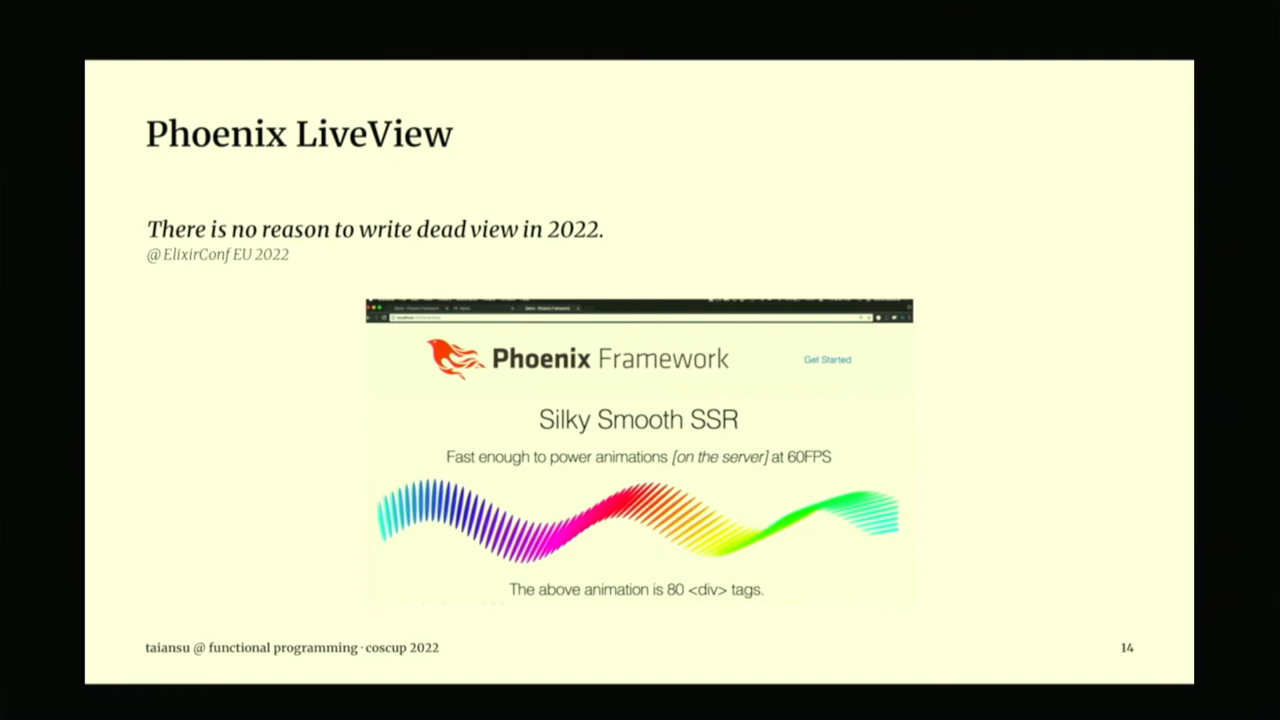 Phoenix LiveView
There is no reason to write dead view in 2022.
@ElixirConf EU 2022
Phoenix Framework
Get Started
Silky Smooth SSR
Fast enough to power animations [on the server] at 60FPS
The above animation is 80 <div> tags.
taiansu @ functional programming · coscup 2022
14